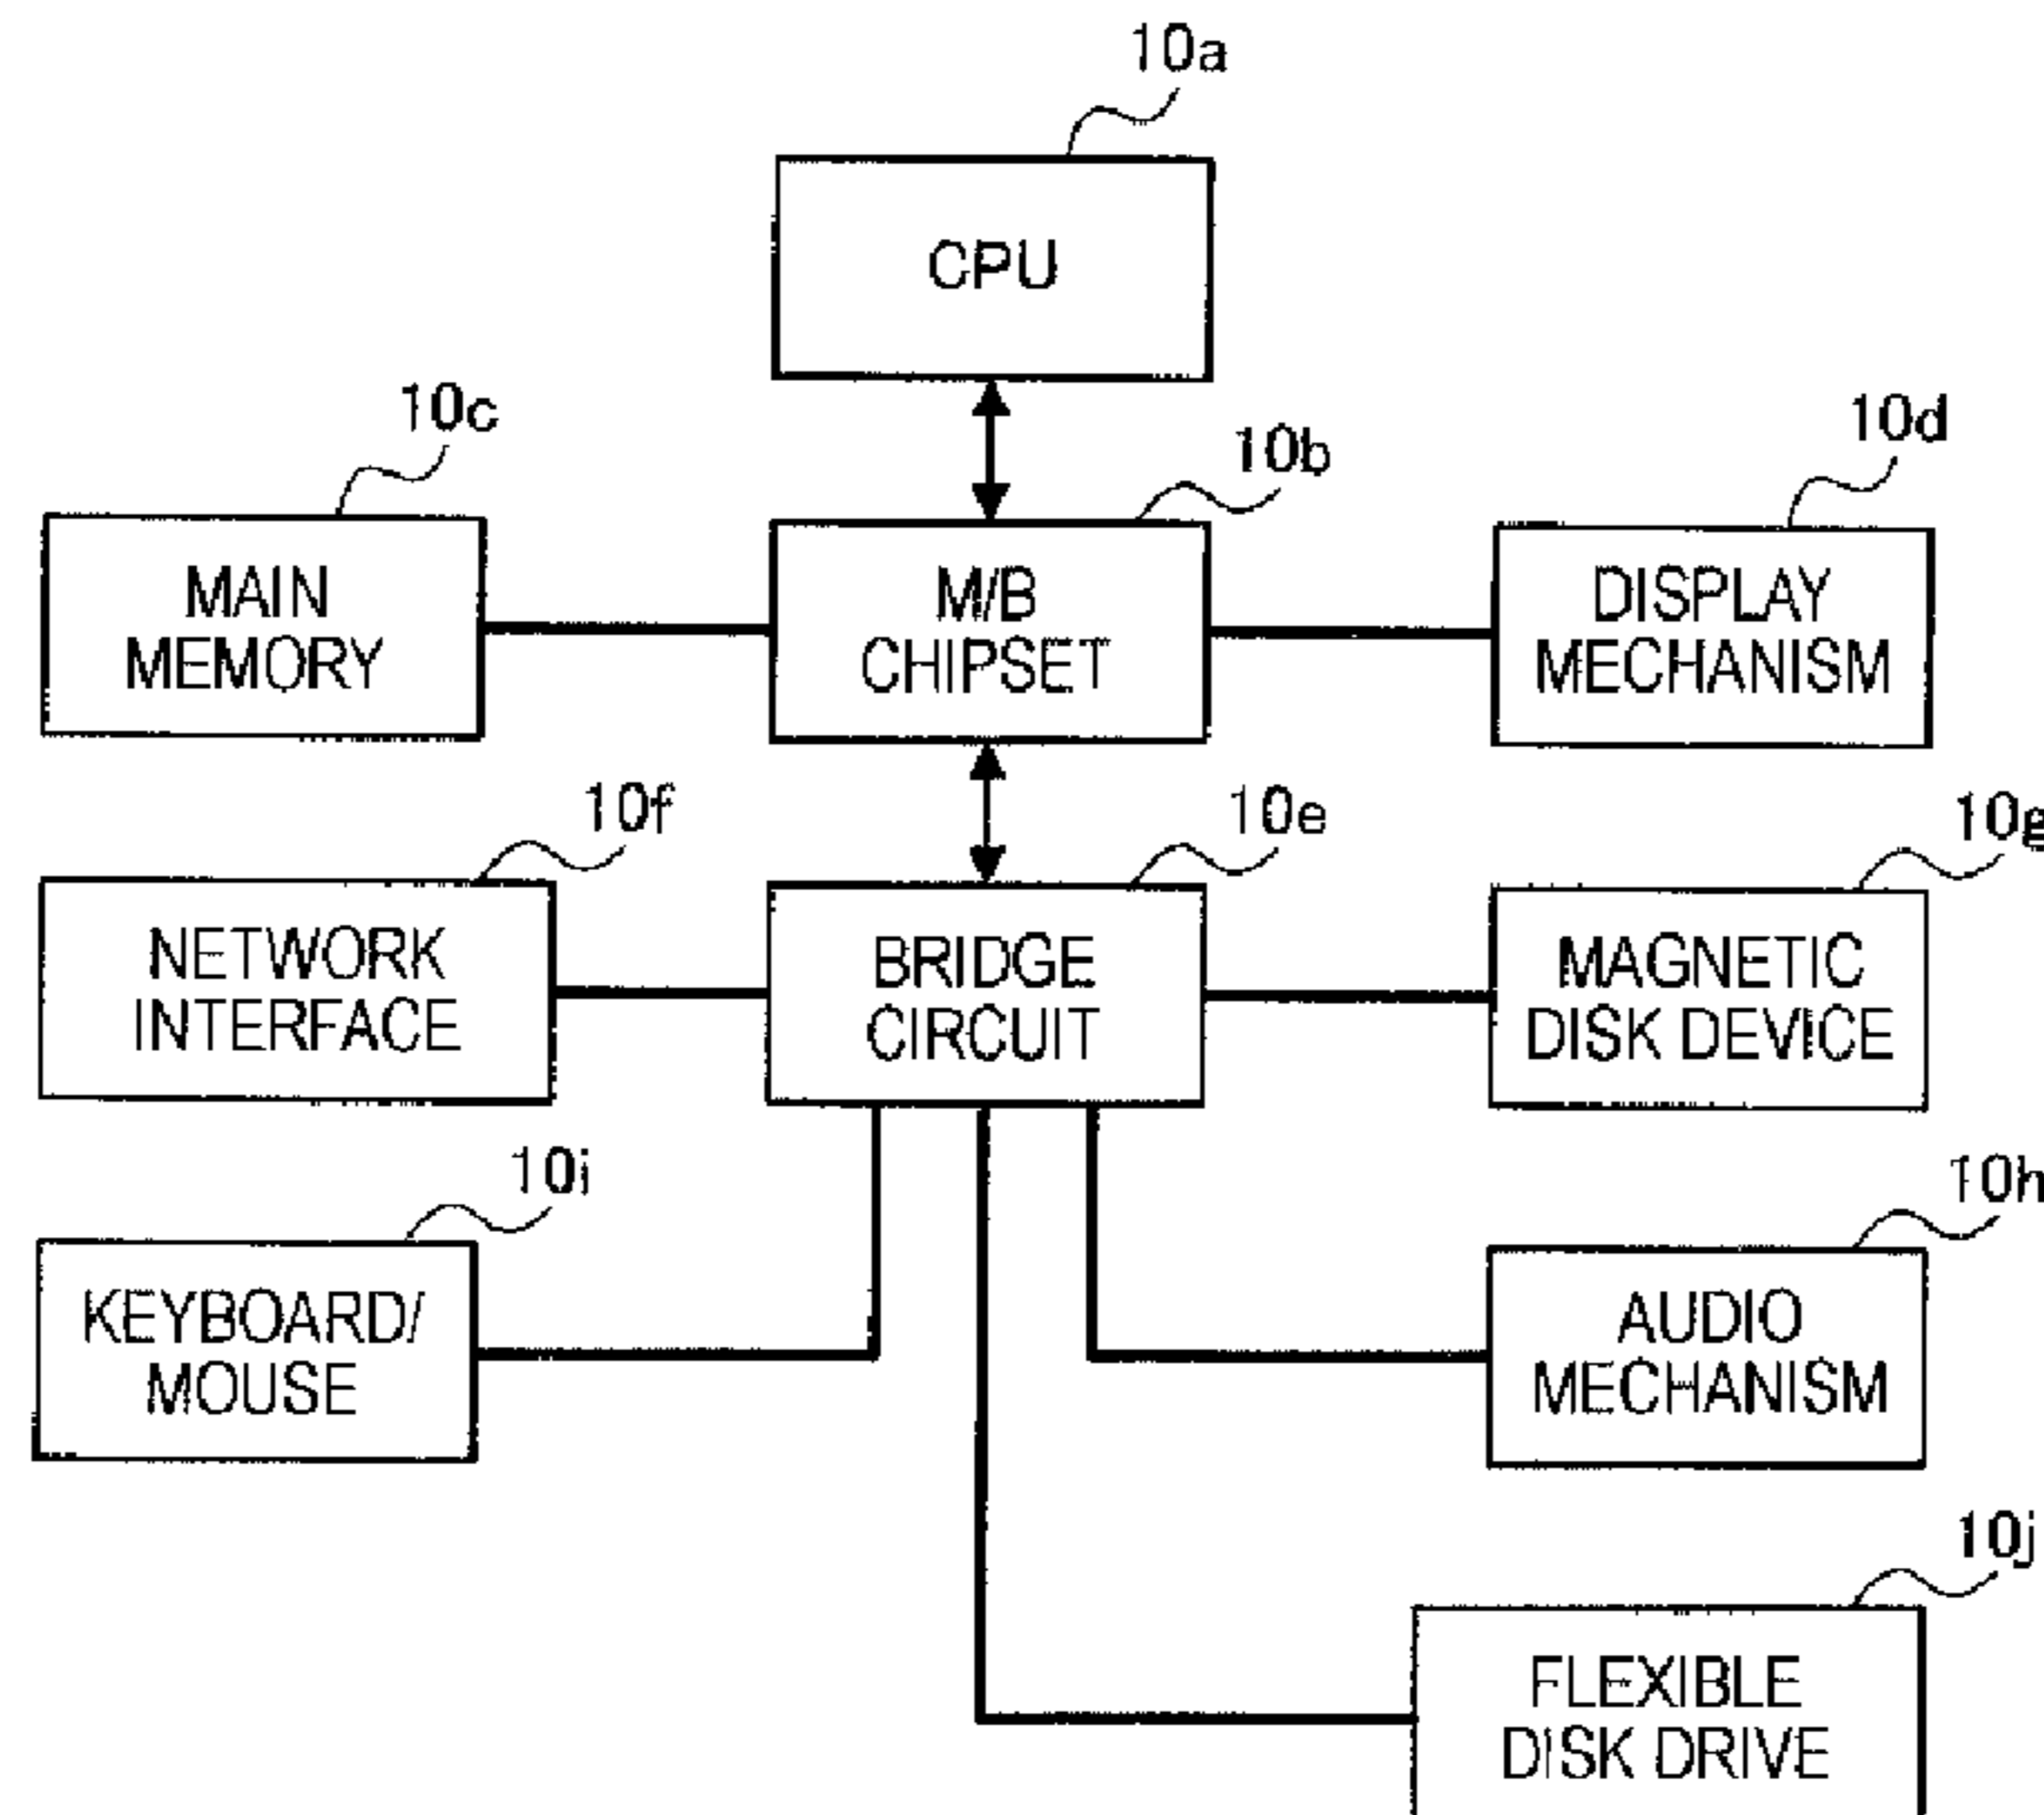 10a
CPU
10c
10b
10d
MAIN
MEMORY
M/B
CHIPSET
DISPLAY
MECHANISM
10f
10e
10g
NETWORK
INTERFACE
BRIDGE
CIRCUIT
MAGNETIC
DISK DEVICE
10i
10h
KEYBOARD/
MOUSE
AUDIO
MECHANISM
10j
FLEXIBLE
DISK DRIVE